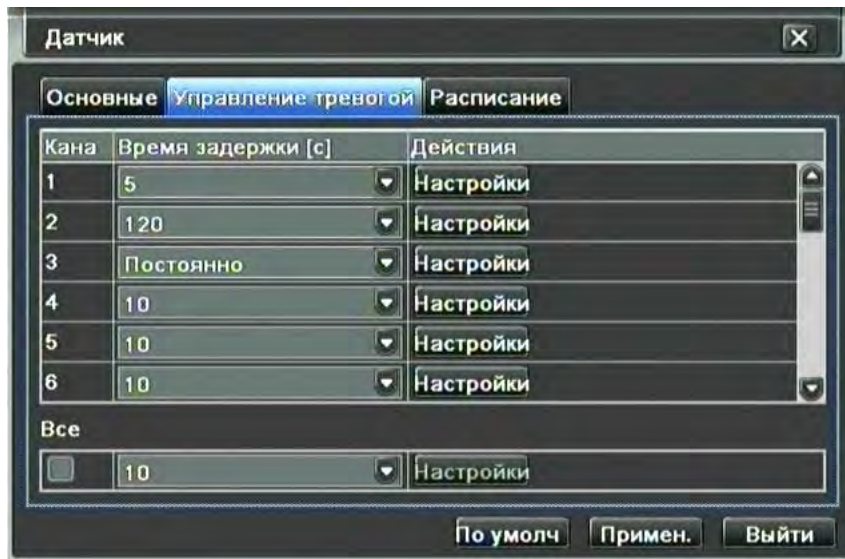 Датчик
Основные Управление тревогой Расписание
Кана Время задержки [с] Действия
1 5 Настройки
2 120 Настройки
3 Постоянно Настройки
4 10 Настройки
5 10 Настройки
6 10 Настройки
Все
10 Настройки
По умолч Примен. Выйти